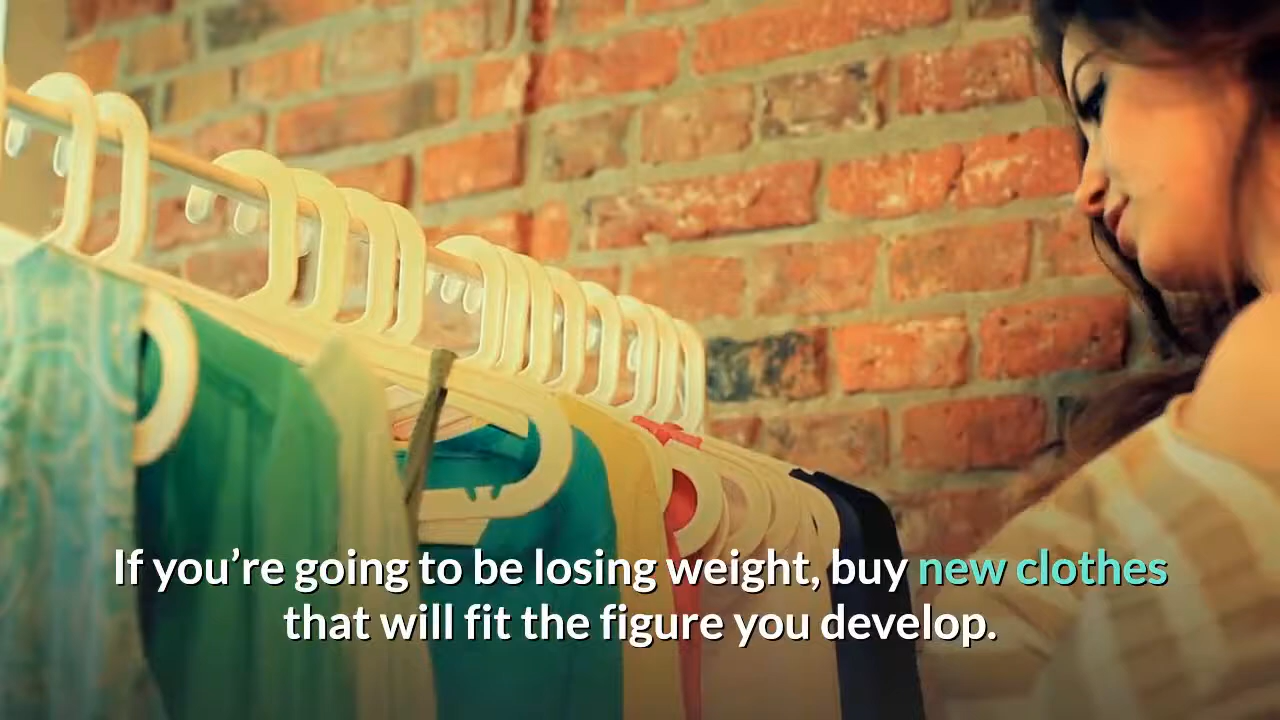 If you’re going to be losing weight, buy new clothes
that will fit the figure you develop.